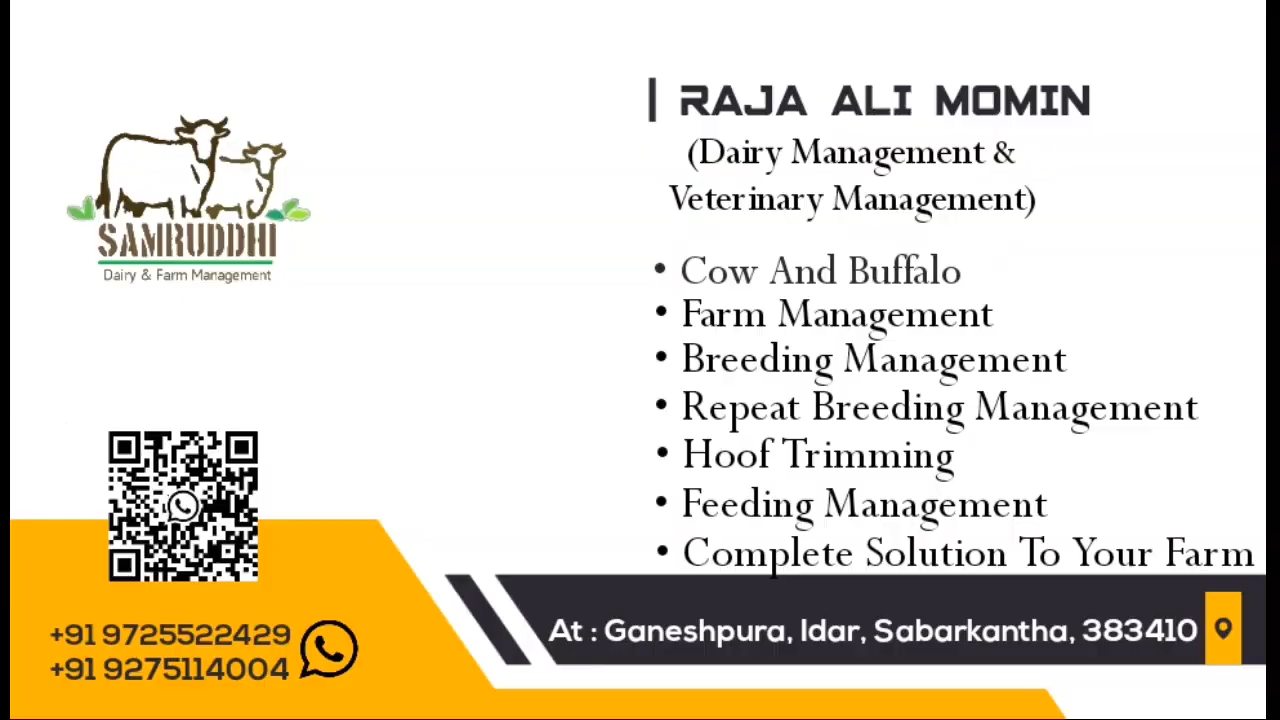 SAMRUDDHI
Dairy & Farm Management
RAJA ALI MOMIN
(Dairy Management &
Veterinary Management)
• Cow And Buffalo
• Farm Management
• Breeding Management
• Repeat Breeding Management
• Hoof Trimming
• Feeding Management
• Complete Solution To Your Farm
+91 9725522429
+91 9275114004
At : Ganeshpura, Idar, Sabarkantha, 383410